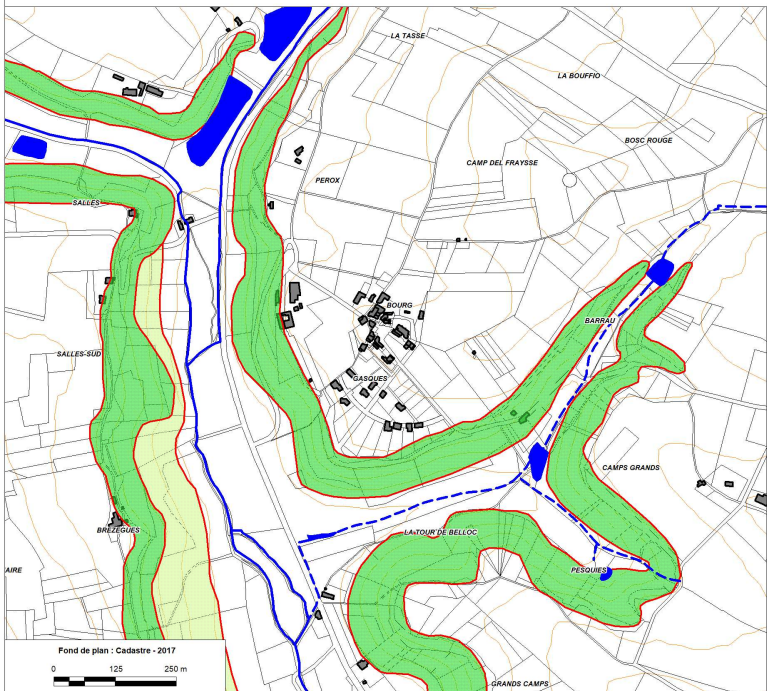 LA TASSE
LA BOUFFIO
BOSC ROUGE
CAMP DEL FRAYSSE
PEROX
SALLES
BOURG
BARRAU
SALLES-SUD
GASQUES
CAMPS GRANDS
BREZEGUES
LA TOUR DE BELLOC
AIRE
PESQUIES
GRANDS CAMPS
Fond de plan : Cadastre - 2017
0 125 250 m